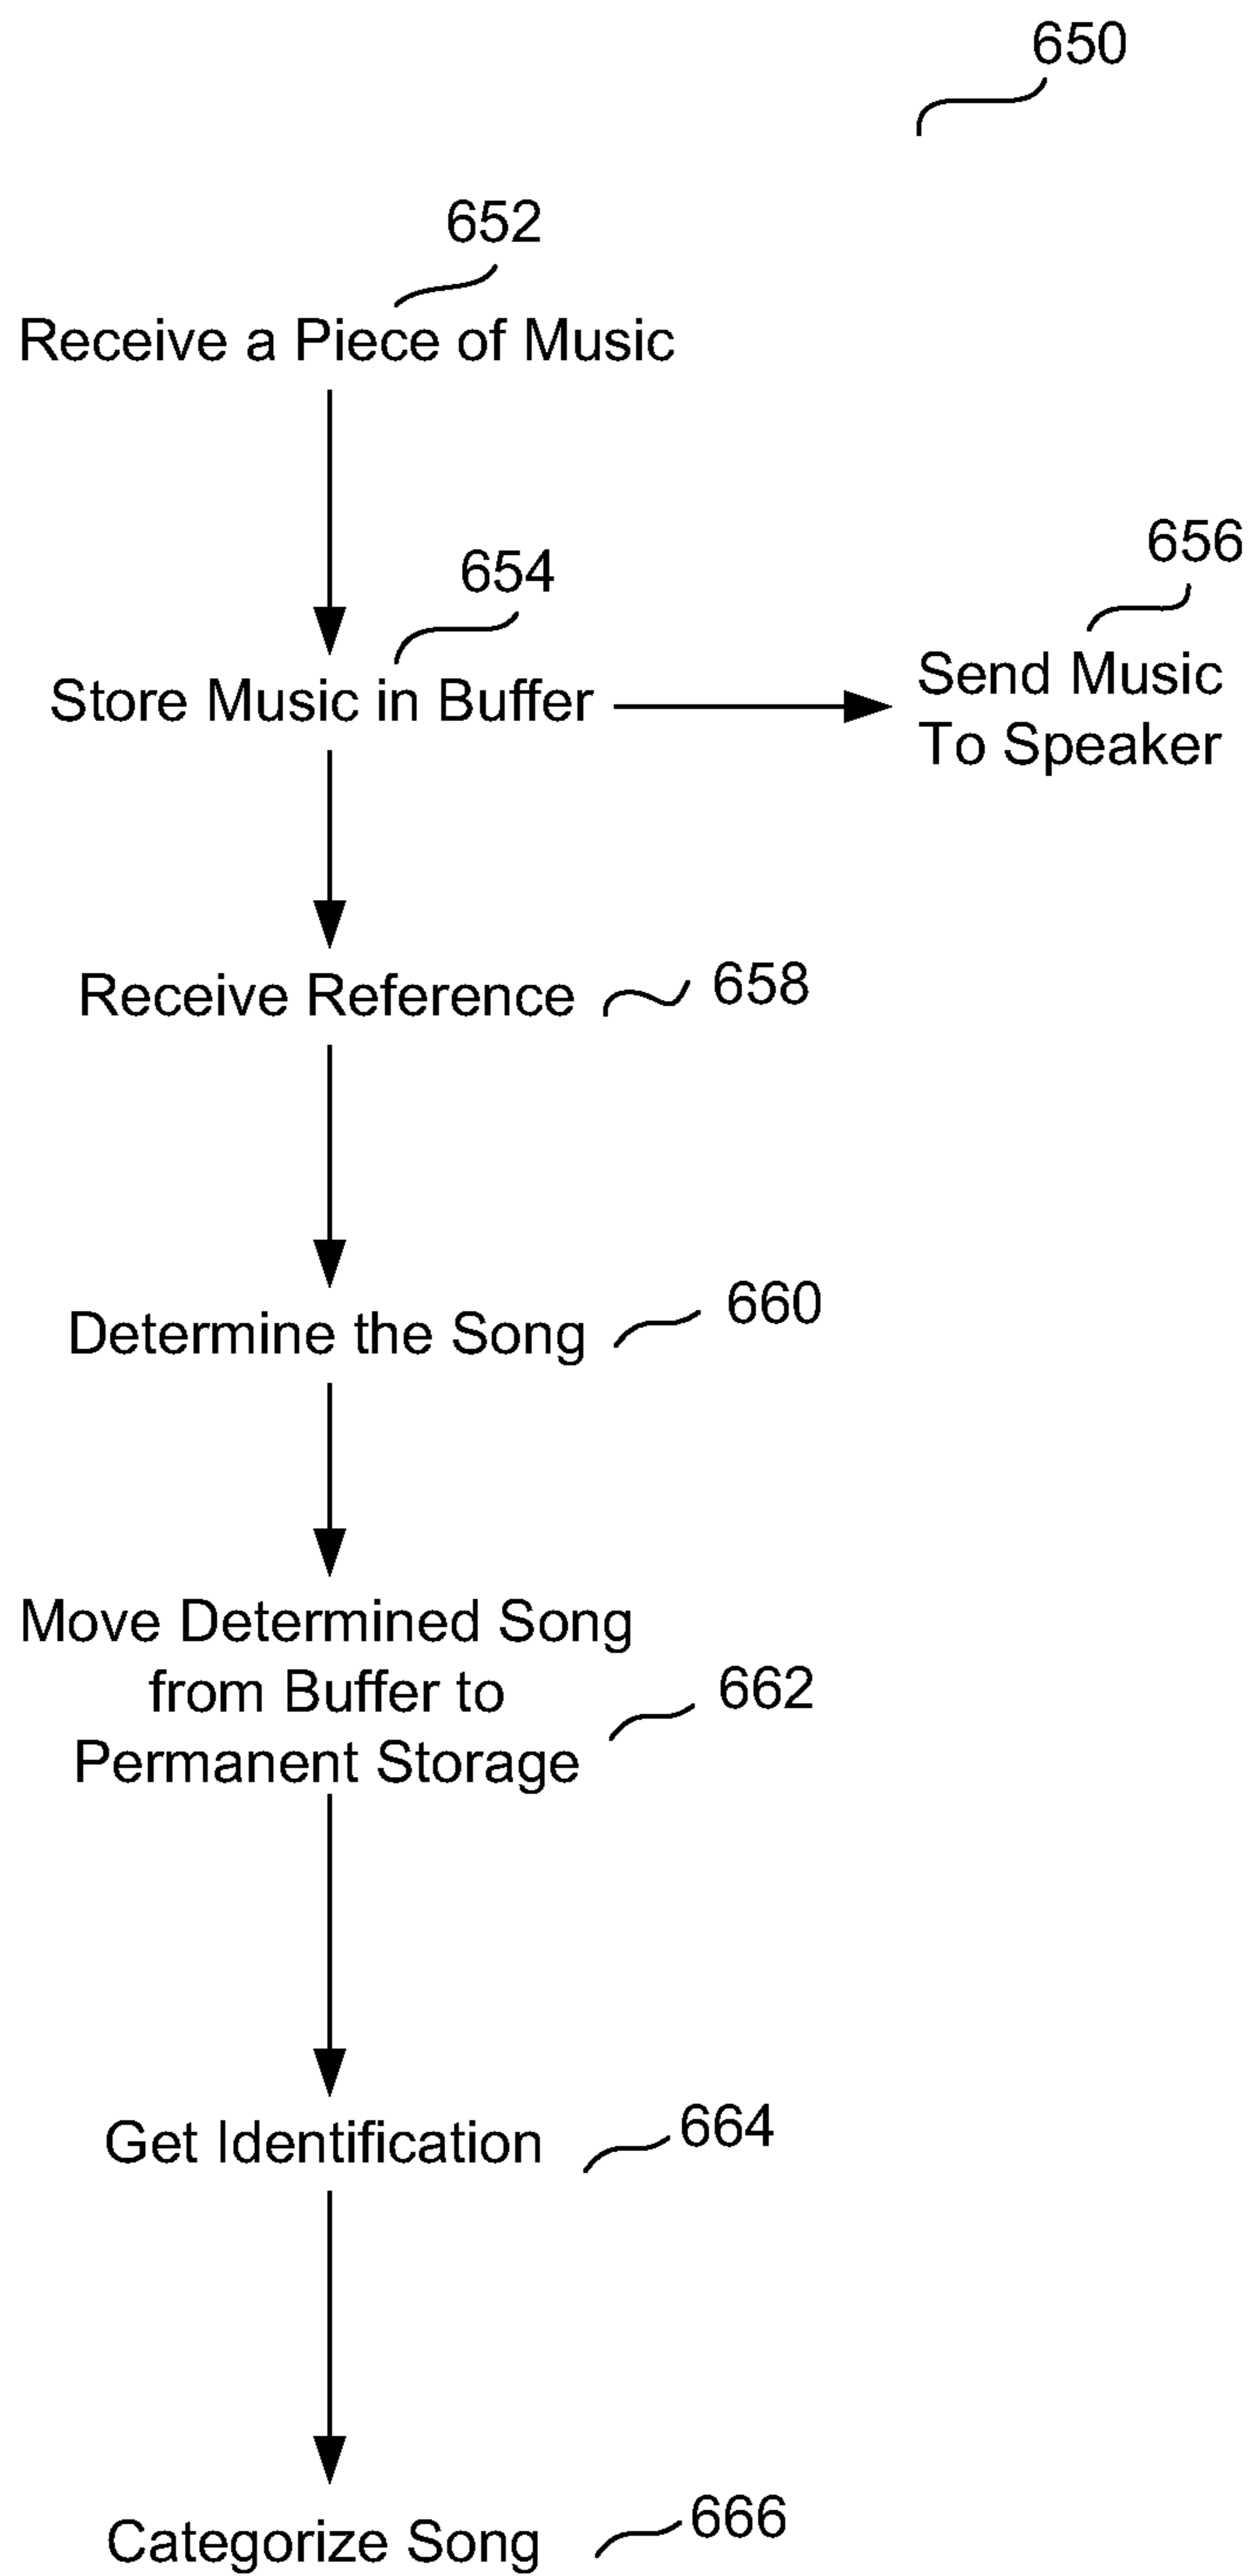 650
652
Receive a Piece of Music
654
Store Music in Buffer
656
Send Music
To Speaker
Receive Reference
658
Determine the Song
660
Move Determined Song
from Buffer to
Permanent Storage
662
Get Identification
664
Categorize Song
666